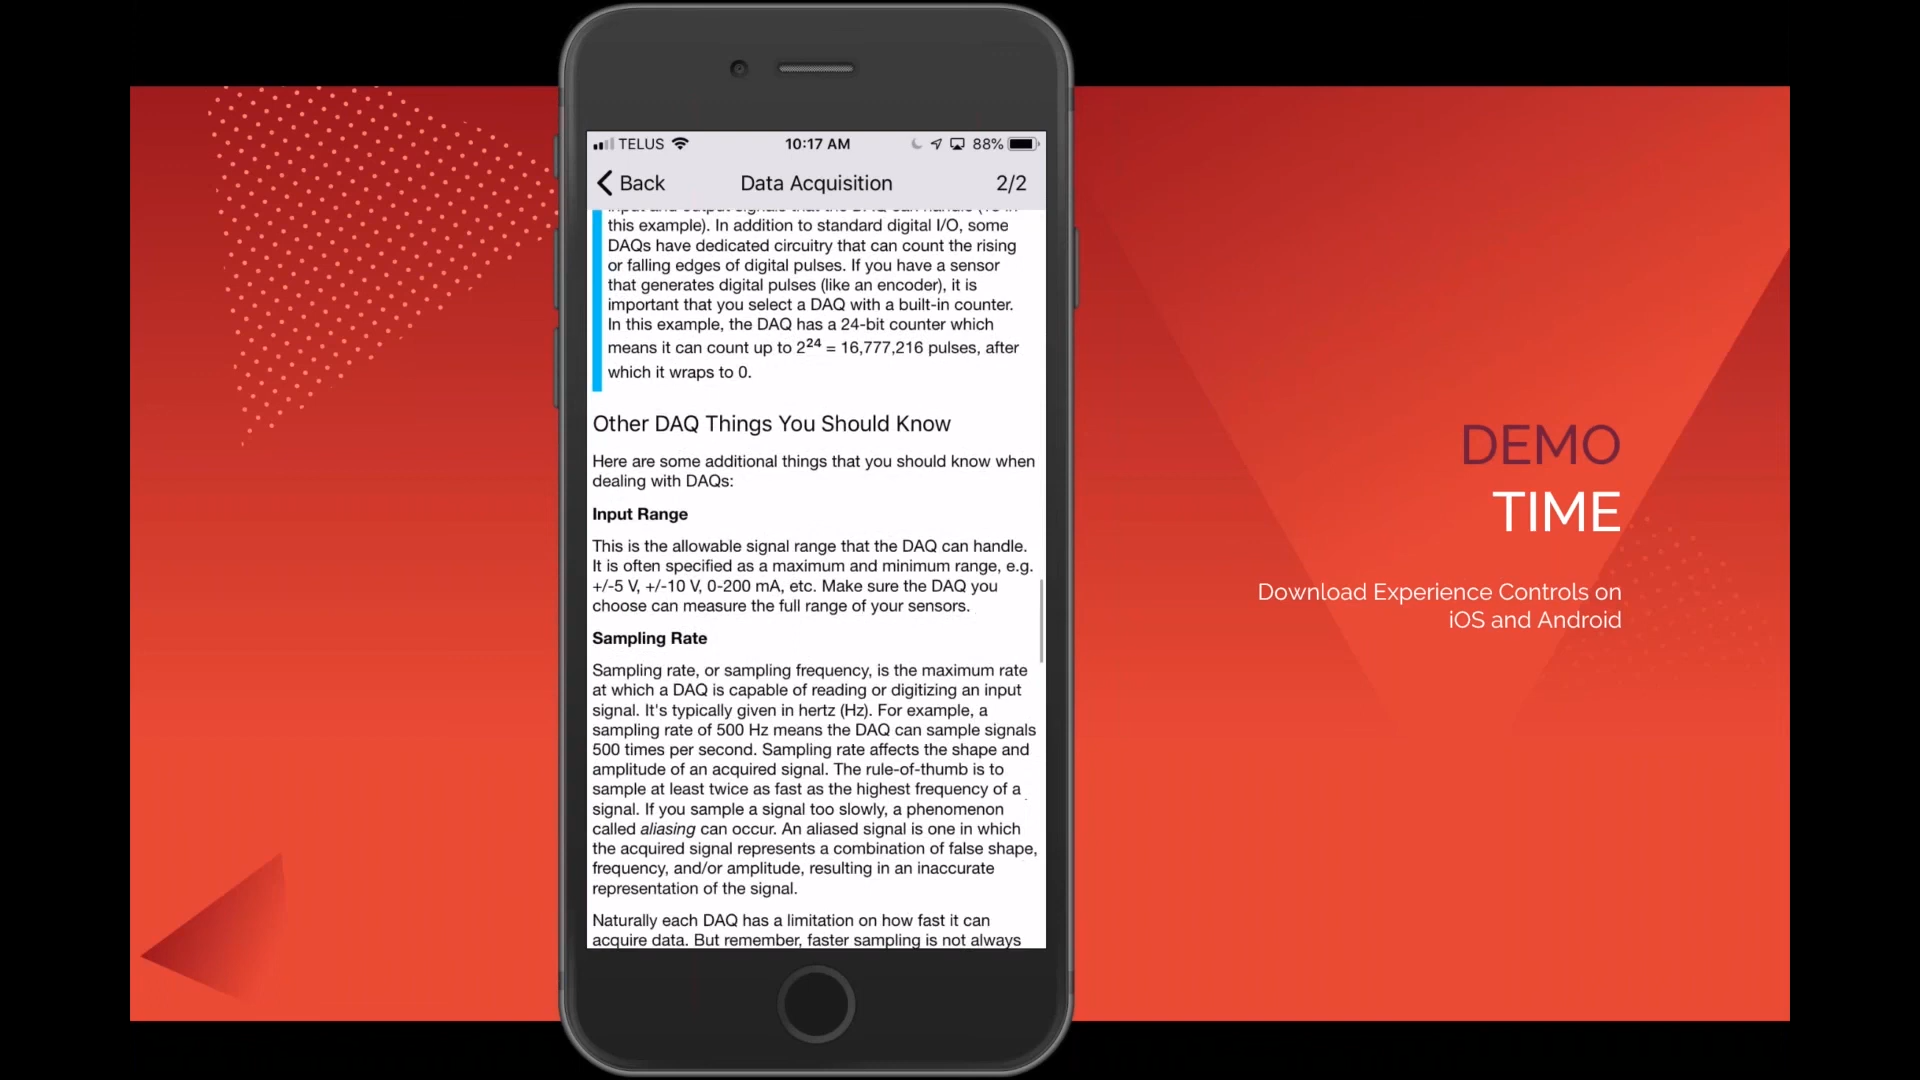 TELUS 10:17 AM 88%
Back Data Acquisition 2/2
this example). In addition to standard digital I/O, some
DAQs have dedicated circuitry that can count the rising
or falling edges of digital pulses. If you have a sensor
that generates digital pulses (like an encoder), it is
important that you select a DAQ with a built-in counter.
In this example, the DAQ has a 24-bit counter which
means it can count up to 2²⁴ = 16,777,216 pulses, after
which it wraps to 0.
Other DAQ Things You Should Know
Here are some additional things that you should know when
dealing with DAQs:
Input Range
This is the allowable signal range that the DAQ can handle.
It is often specified as a maximum and minimum range, e.g.
+/-5 V, +/-10 V, 0-200 mA, etc. Make sure the DAQ you
choose can measure the full range of your sensors.
Sampling Rate
Sampling rate, or sampling frequency, is the maximum rate
at which a DAQ is capable of reading or digitizing an input
signal. It's typically given in hertz (Hz). For example, a
sampling rate of 500 Hz means the DAQ can sample signals
500 times per second. Sampling rate affects the shape and
amplitude of an acquired signal. The rule-of-thumb is to
sample at least twice as fast as the highest frequency of a
signal. If you sample a signal too slowly, a phenomenon
called aliasing can occur. An aliased signal is one in which
the acquired signal represents a combination of false shape,
frequency, and/or amplitude, resulting in an inaccurate
representation of the signal.
Naturally each DAQ has a limitation on how fast it can
acquire data. But remember, faster sampling is not always
DEMO
TIME
Download Experience Controls on
iOS and Android